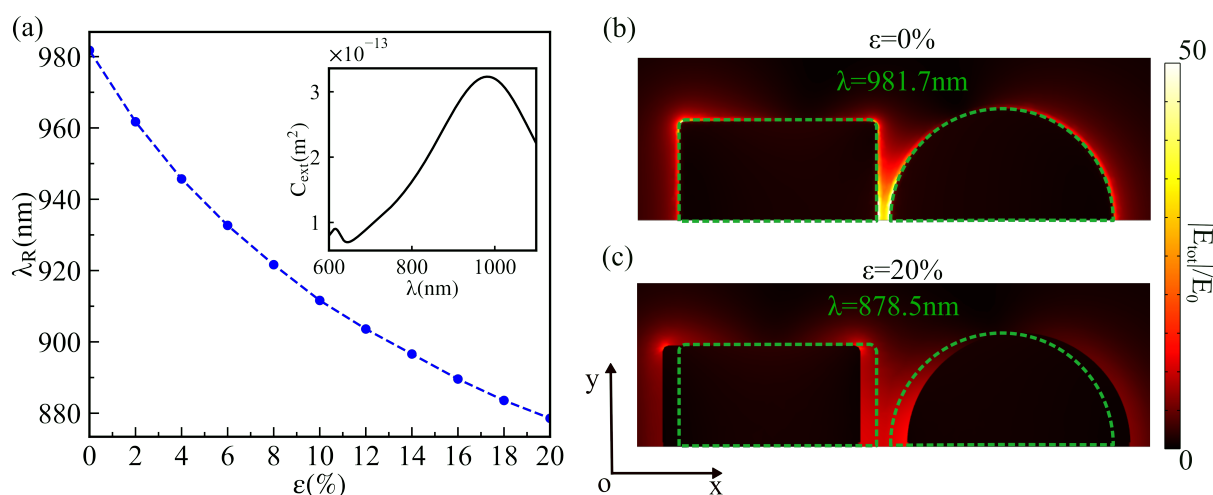 (a)
λR(nm)
980
960
940
920
900
880
0 2 4 6 8 10 12 14 16 18 20
ε(%)
×10⁻¹³
Cext(m²)
3
2
1
600 800 1000
λ(nm)
(b)
ε=0%
λ=981.7nm
(c)
ε=20%
λ=878.5nm
y
o
x
50
|Etot|/E0
0